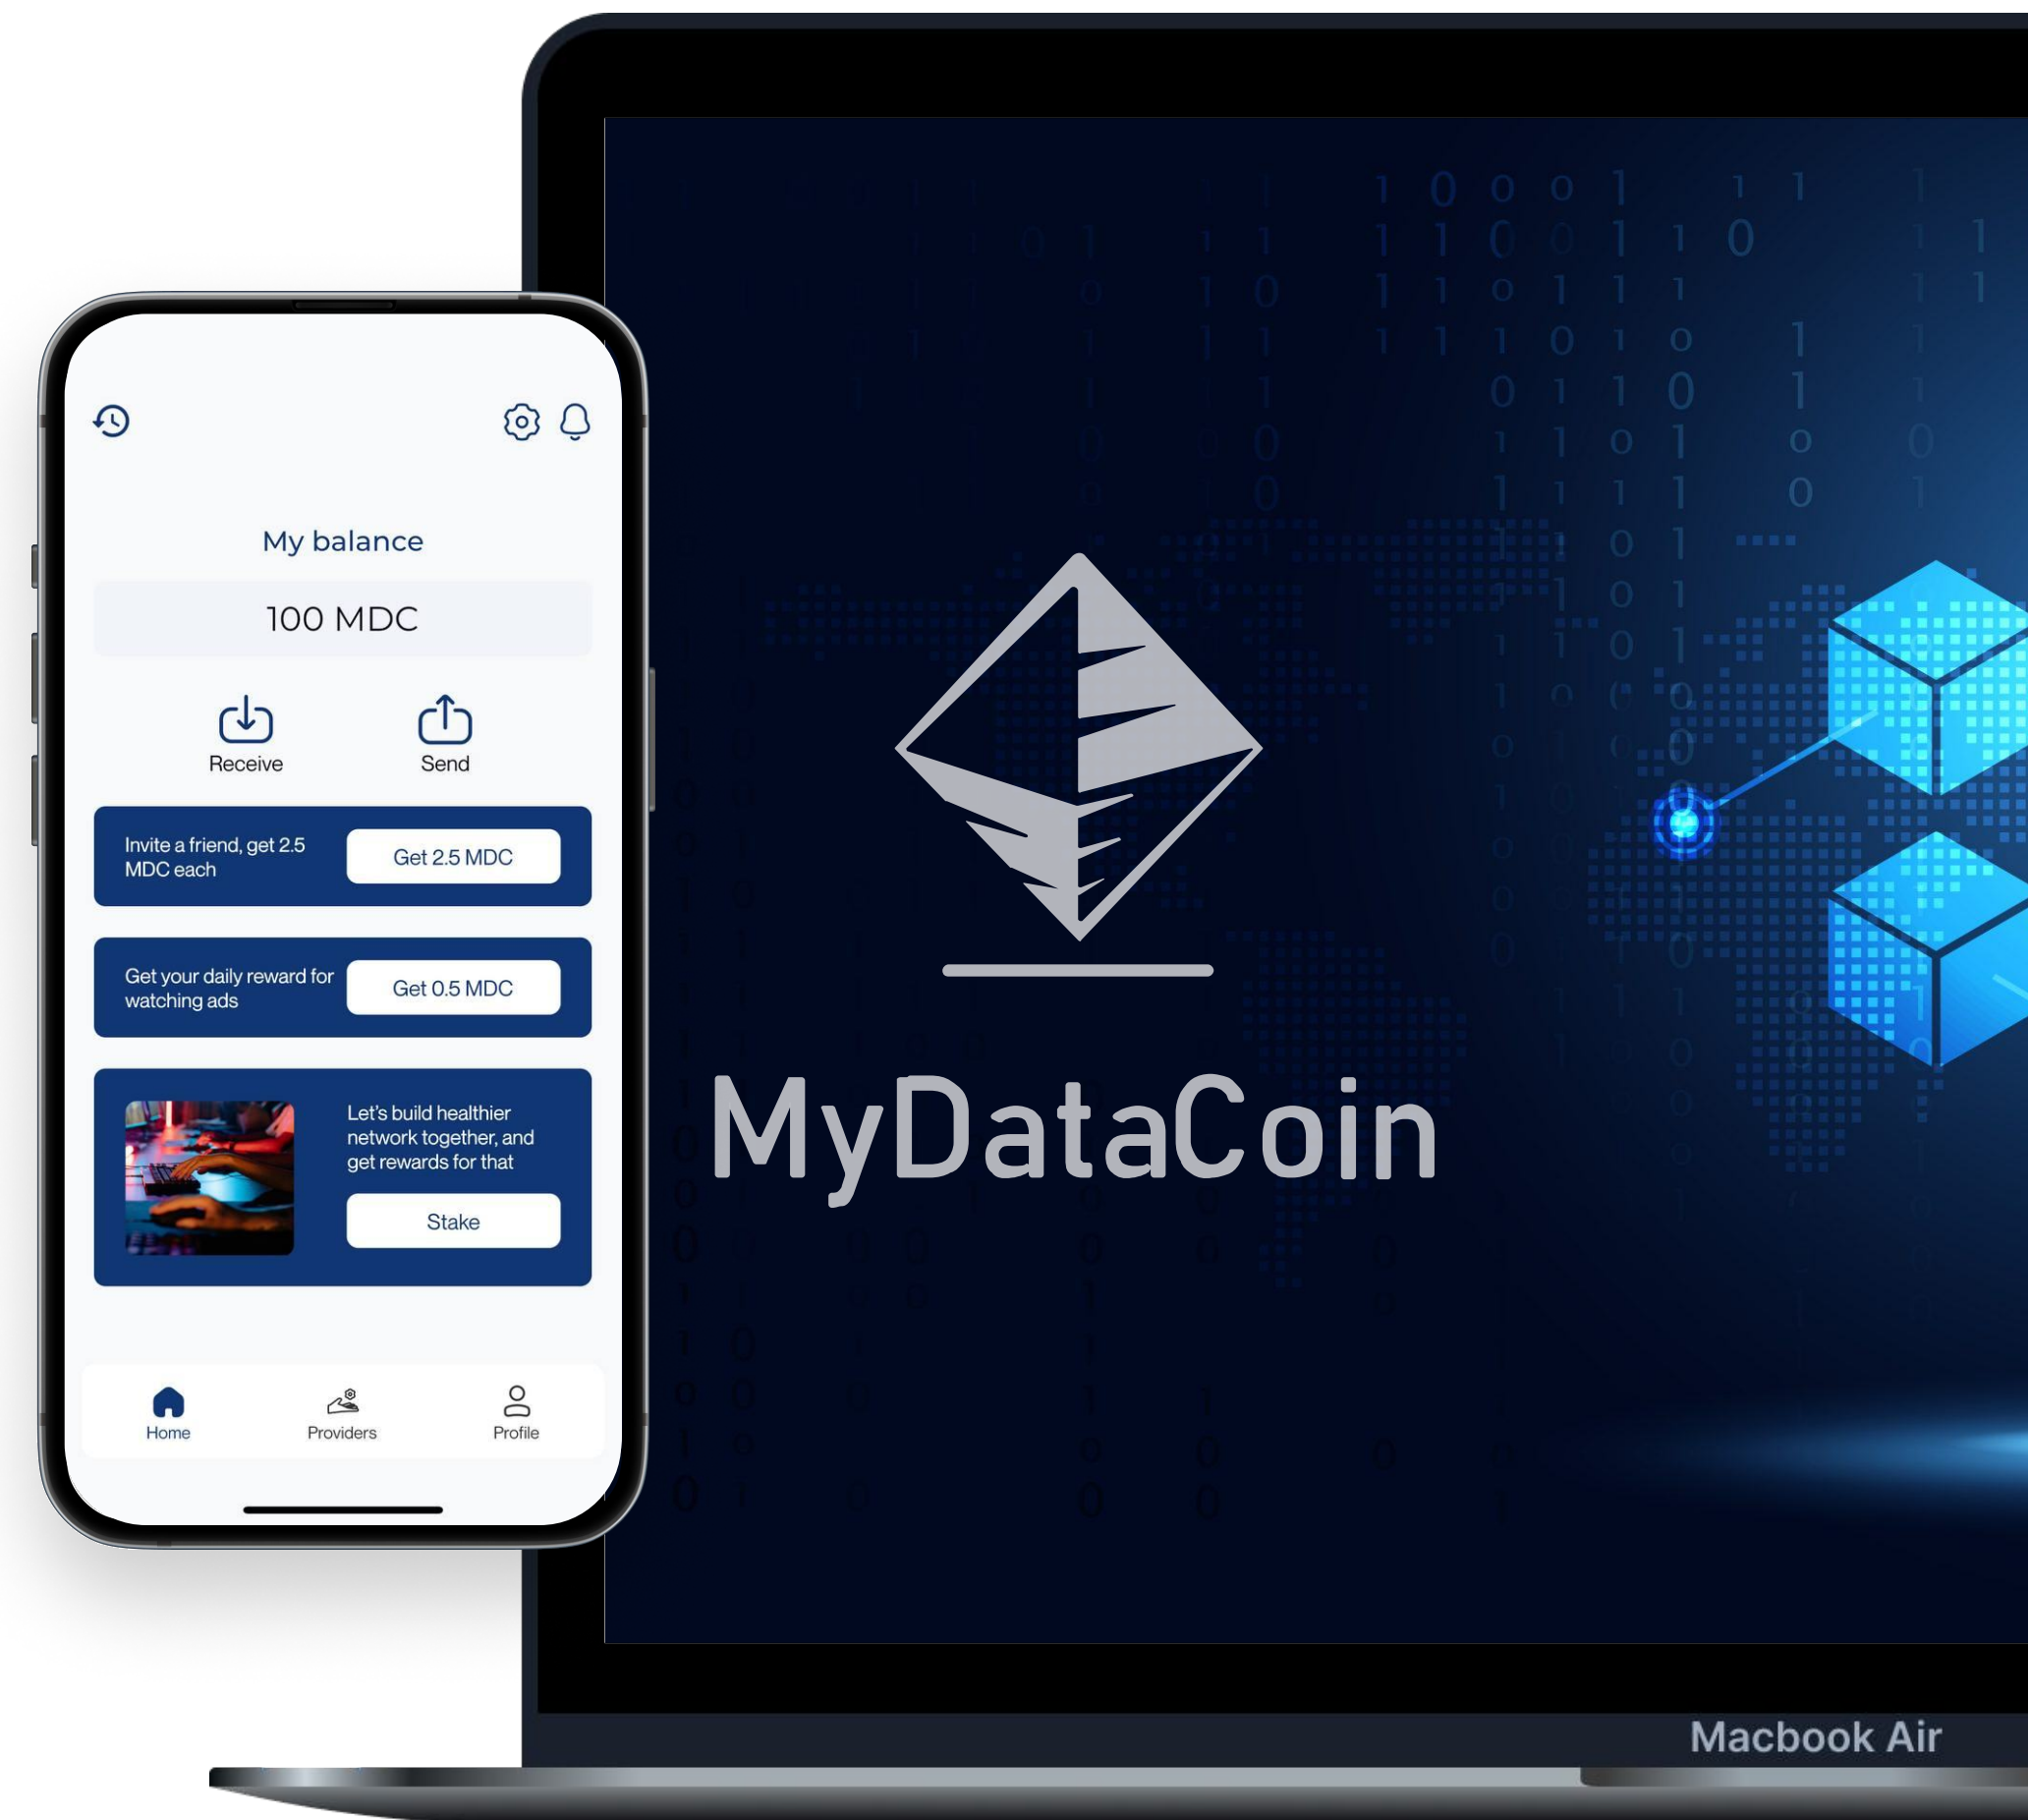 My balance
100 MDC
Receive
Send
Invite a friend, get 2.5
MDC each
Get 2.5 MDC
Get your daily reward for
watching ads
Get 0.5 MDC
Let's build healthier
network together, and
get rewards for that
Stake
Home
Providers
Profile
MyDataCoin
Macbook Air